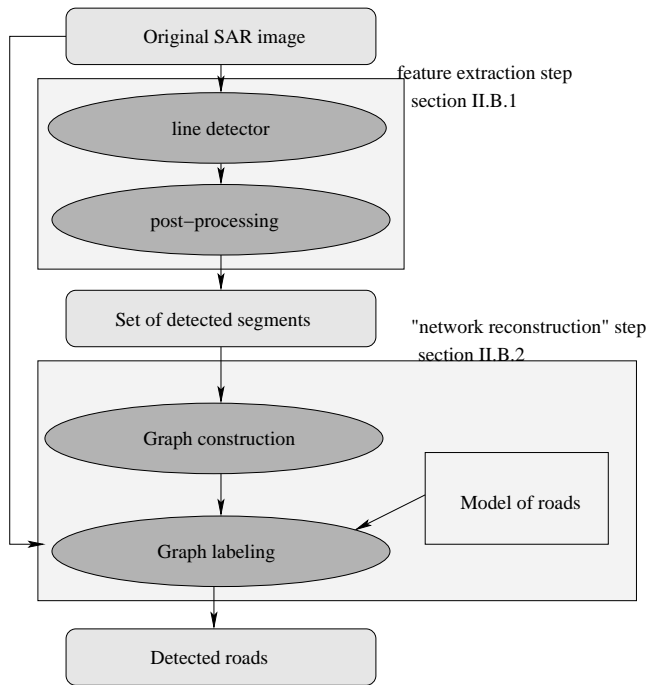 Original SAR image
feature extraction step
section II.B.1
line detector
post−processing
Set of detected segments
"network reconstruction" step
section II.B.2
Graph construction
Model of roads
Graph labeling
Detected roads